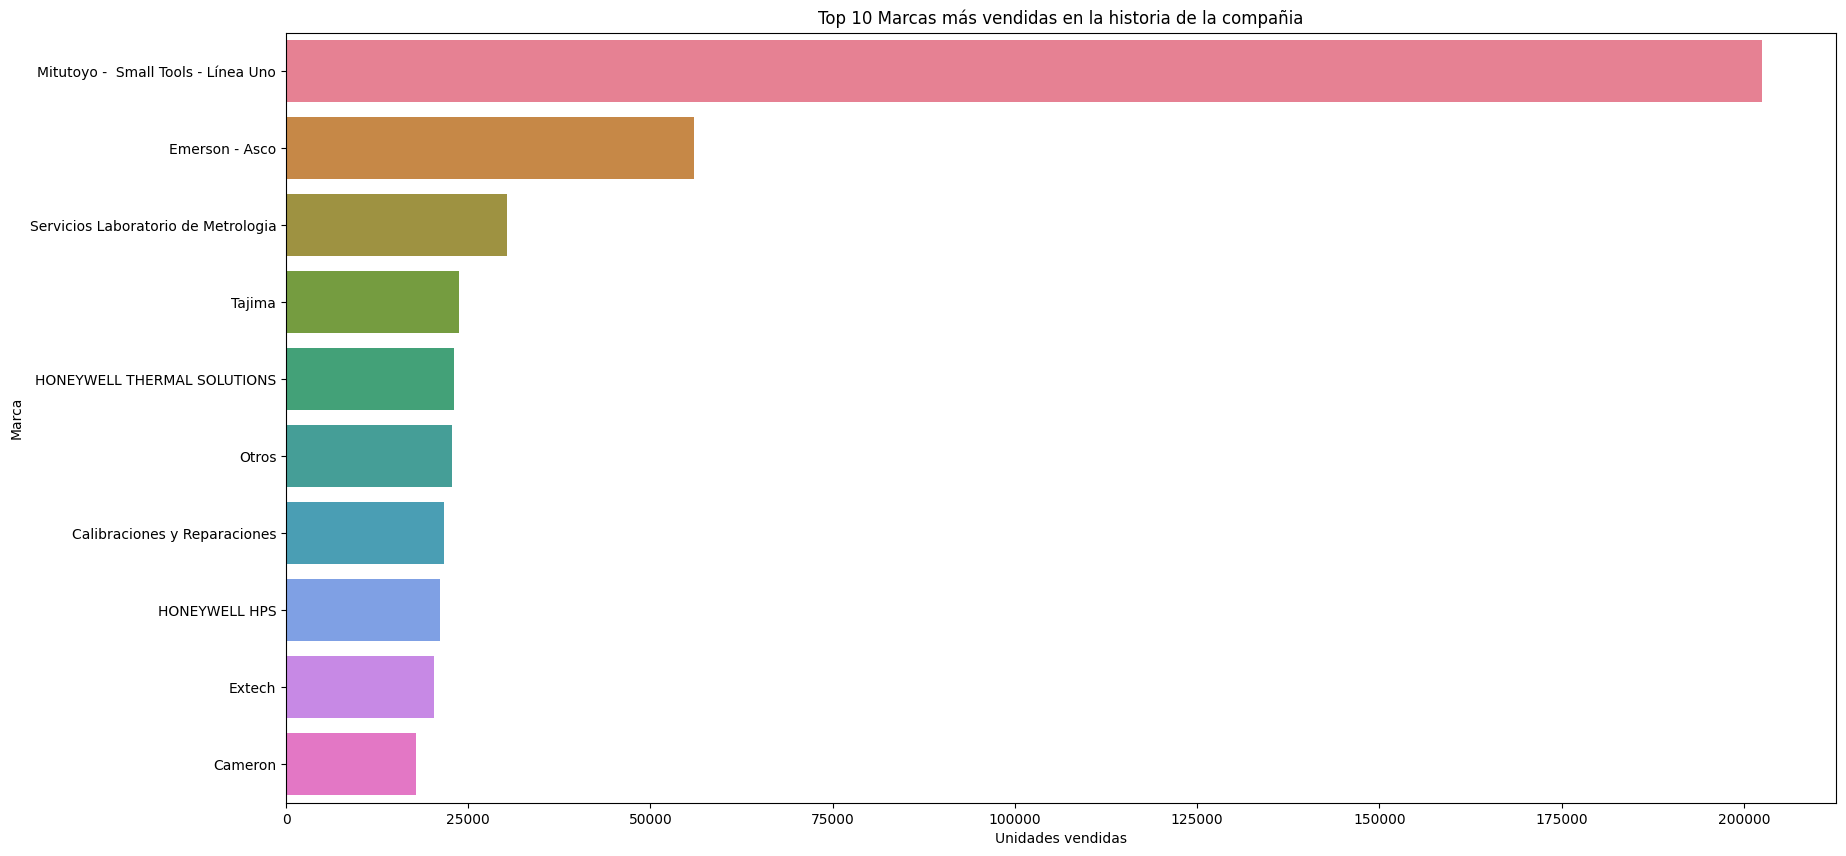 Top 10 Marcas más vendidas en la historia de la compañia
Mitutoyo -  Small Tools - Línea Uno
Emerson - Asco
Servicios Laboratorio de Metrologia
Tajima
HONEYWELL THERMAL SOLUTIONS
Otros
Calibraciones y Reparaciones
HONEYWELL HPS
Extech
Cameron
Marca
0 25000 50000 75000 100000 125000 150000 175000 200000
Unidades vendidas